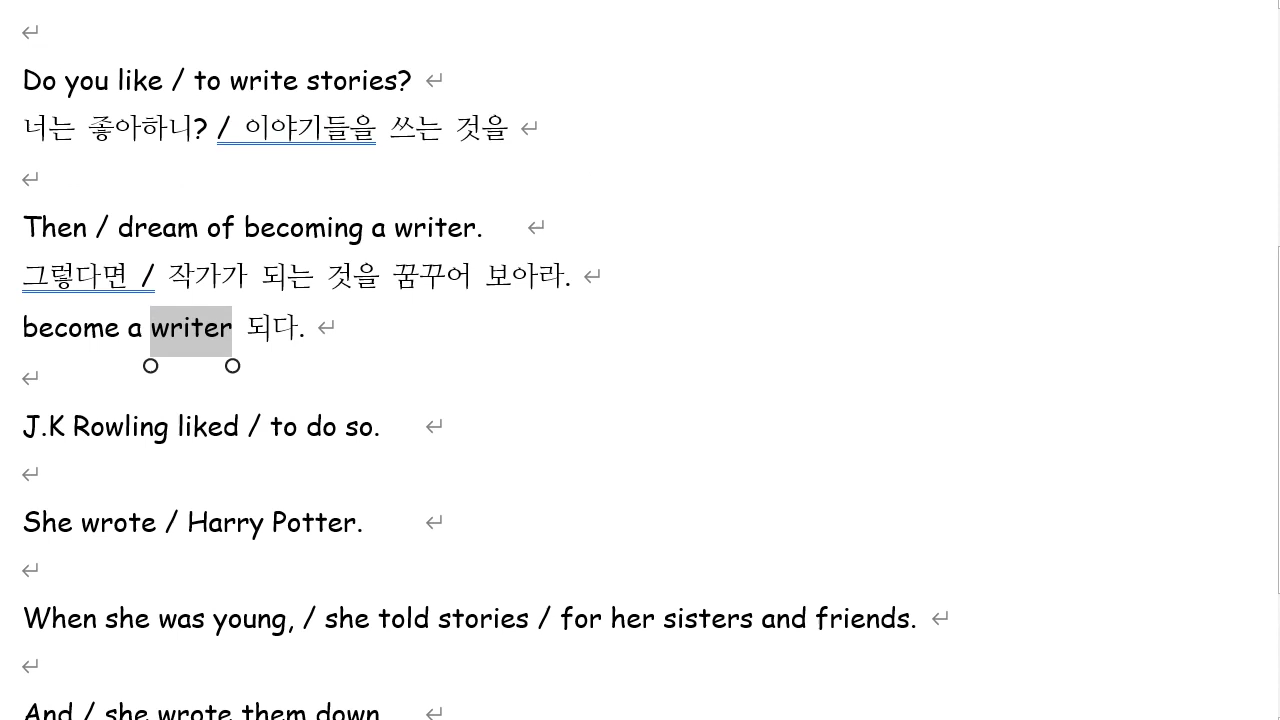 Do you like / to write stories?
너는 좋아하니? / 이야기들을 쓰는 것을
Then / dream of becoming a writer.
그렇다면 / 작가가 되는 것을 꿈꾸어 보아라.
become a writer 되다.
J.K Rowling liked / to do so.
She wrote / Harry Potter.
When she was young, / she told stories / for her sisters and friends.
And / she wrote them down